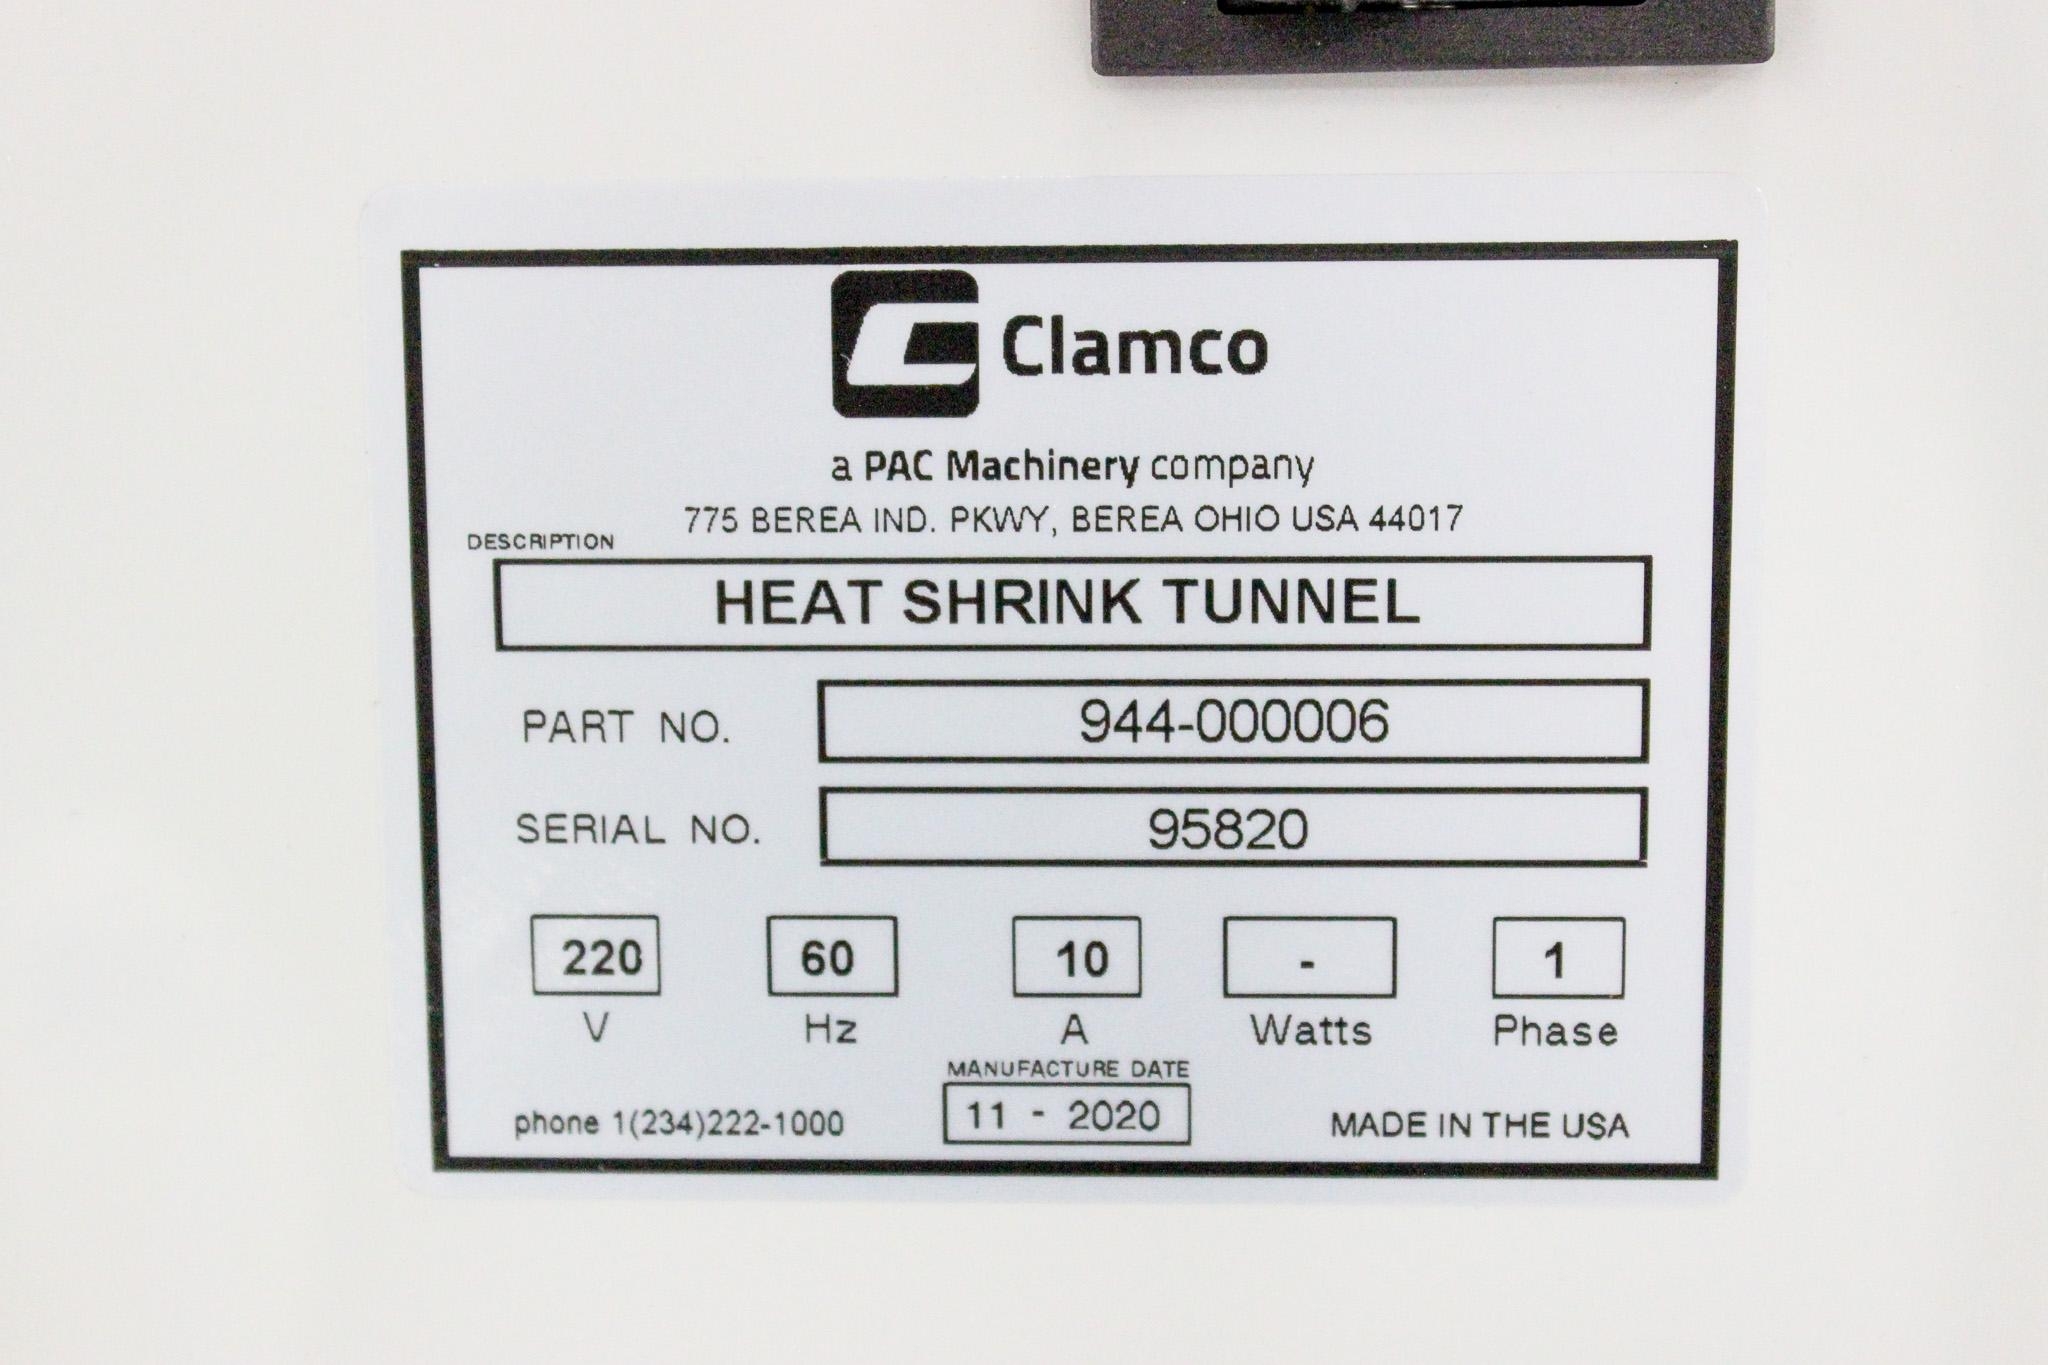 Clamco
a PAC Machinery company
775 BEREA IND. PKWY, BEREA OHIO USA 44017
DESCRIPTION
HEAT SHRINK TUNNEL
PART NO. 944-000006
SERIAL NO. 95820
220 60 10 - 1
V Hz A Watts Phase
MANUFACTURE DATE
phone 1(234)222-1000 11 - 2020 MADE IN THE USA